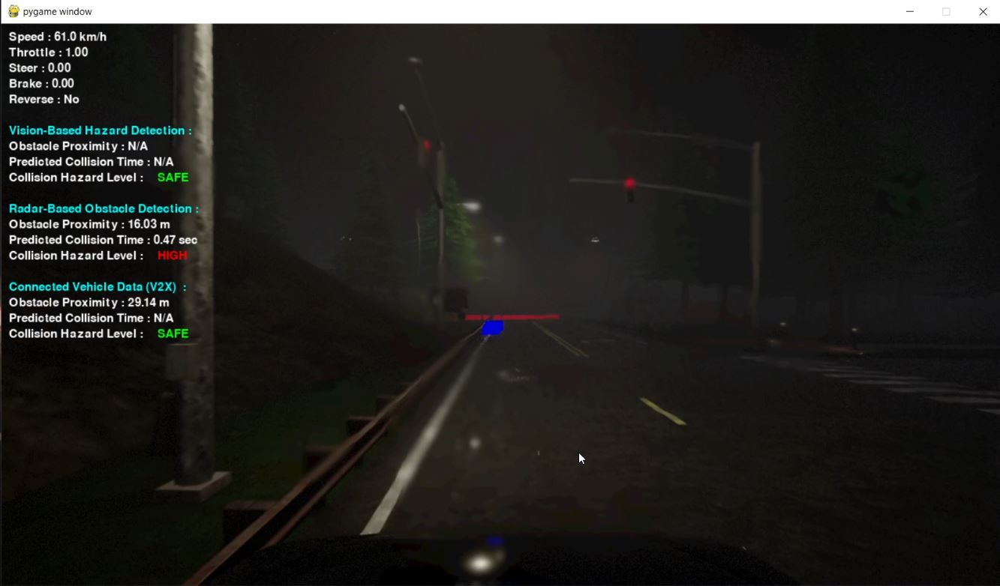 pygame window
Speed : 61.0 km/h
Throttle : 1.00
Steer : 0.00
Brake : 0.00
Reverse : No
Vision-Based Hazard Detection :
Obstacle Proximity : N/A
Predicted Collision Time : N/A
Collision Hazard Level : SAFE
Radar-Based Obstacle Detection :
Obstacle Proximity : 16.03 m
Predicted Collision Time : 0.47 sec
Collision Hazard Level : HIGH
Connected Vehicle Data (V2X) :
Obstacle Proximity : 29.14 m
Predicted Collision Time : N/A
Collision Hazard Level : SAFE